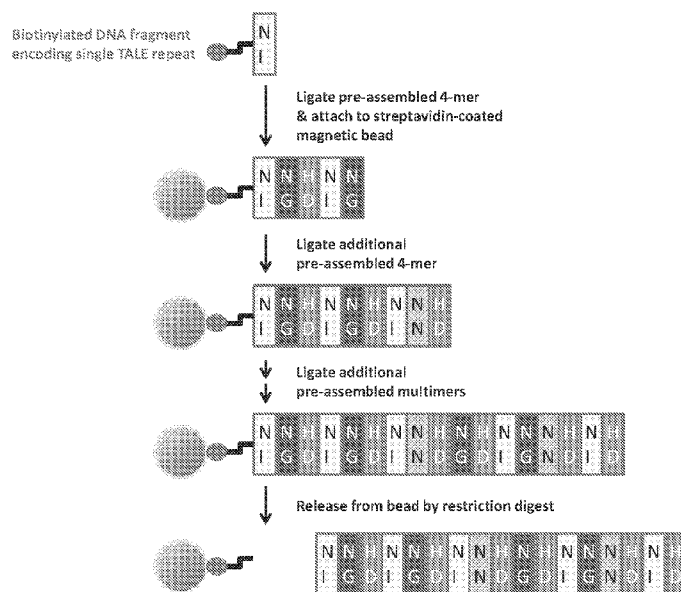 Biotinylated DNA fragment
encoding single TALE repeat
N
I
Ligate pre-assembled 4-mer
& attach to streptavidin-coated
magnetic bead
N N H N N
I G D I G
Ligate additional
pre-assembled 4-mer
N N H N N H N N H
I G D I G D I N D
Ligate additional
pre-assembled multimers
N N H N N H N N H N H N N N H N H
I G D I G D I N D G D I G N D I D
Release from bead by restriction digest
N N H N N H N N H N H N N N H N H
I G D I G D I N D G D I G N D I D